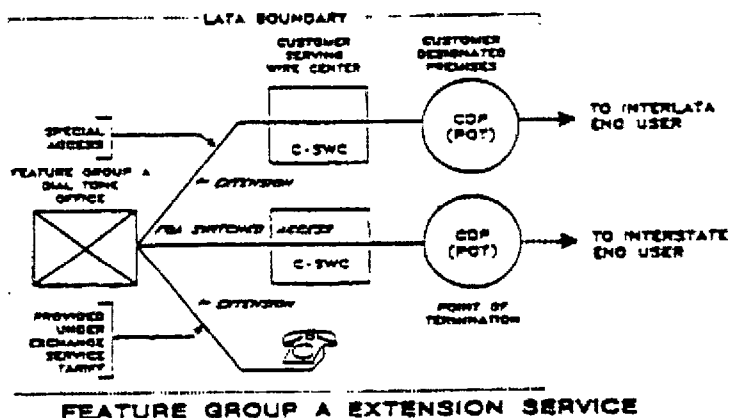 LATA BOUNDARY
CUSTOMER
SERVING
WIRE CENTER
CUSTOMER
DESIGNATED
PREMISES
SPECIAL
ACCESS
C-SWC
CDP
(POT)
TO INTERLATA
END USER
FEATURE GROUP A
DIAL TONE
OFFICE
EXTENSION
FGA SWITCHED ACCESS
C-SWC
CDP
(POT)
TO INTERSTATE
END USER
EXTENSION
PROVIDED
UNDER
EXCHANGE
SERVICE
TARIFF
POINT OF
TERMINATION
FEATURE GROUP A EXTENSION SERVICE